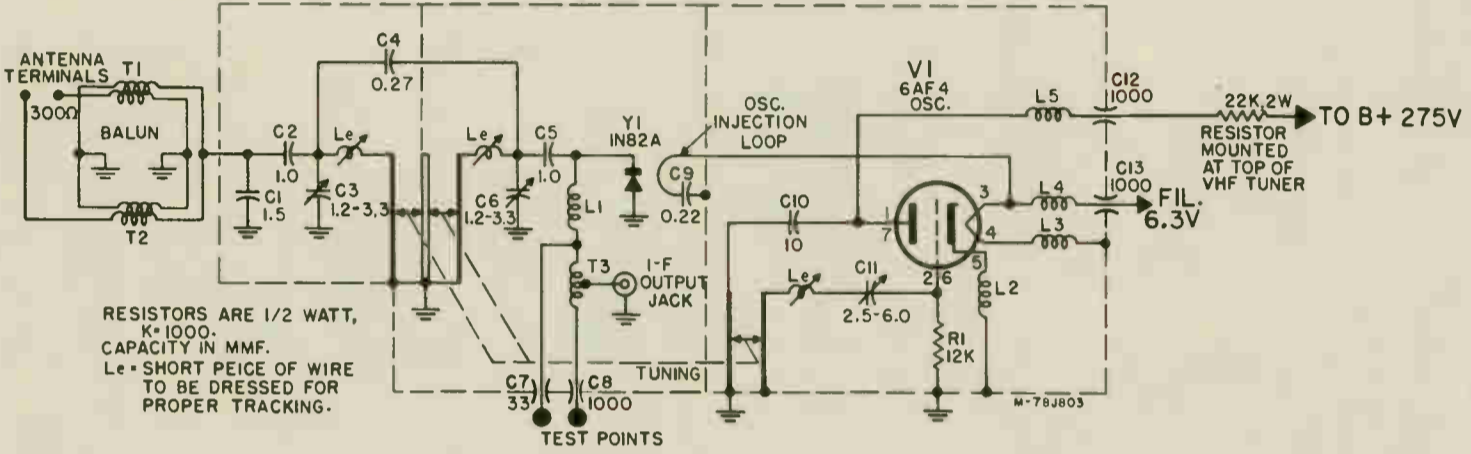 ANTENNA
TERMINALS
T1
300Ω
BALUN
T2
C2
1.0
C1
1.5
C3
1.2-3.3
Le
C4
0.27
Le
C5
1.0
C6
1.2-3.3
L1
Y1
IN82A
T3
I-F
OUTPUT
JACK
OSC.
INJECTION
LOOP
C9
0.22
V1
6AF4
OSC.
L5
C12
1000
22K,2W
TO B+ 275V
RESISTOR
MOUNTED
AT TOP OF
VHF TUNER
C10
10
1
7
3
4
5
2
6
L4
L3
C13
1000
FIL.
6.3V
Le
C11
2.5-6.0
L2
R1
12K
TUNING
C7
33
C8
1000
TEST POINTS
M-78J803
RESISTORS ARE 1/2 WATT,
K=1000.
CAPACITY IN MMF.
Le=SHORT PEICE OF WIRE
TO BE DRESSED FOR
PROPER TRACKING.